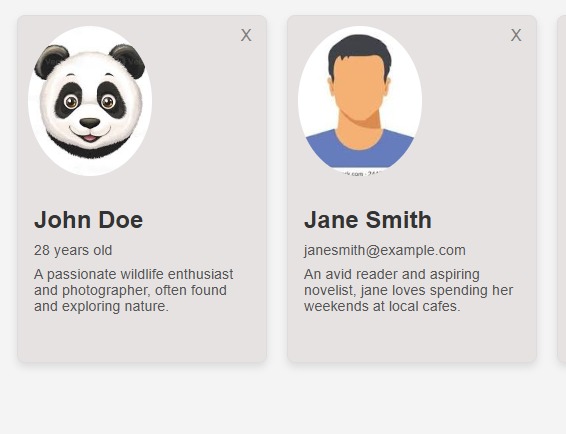 X
John Doe
28 years old
A passionate wildlife enthusiast
and photographer, often found
and exploring nature.
X
Jane Smith
janesmith@example.com
An avid reader and aspiring
novelist, jane loves spending her
weekends at local cafes.